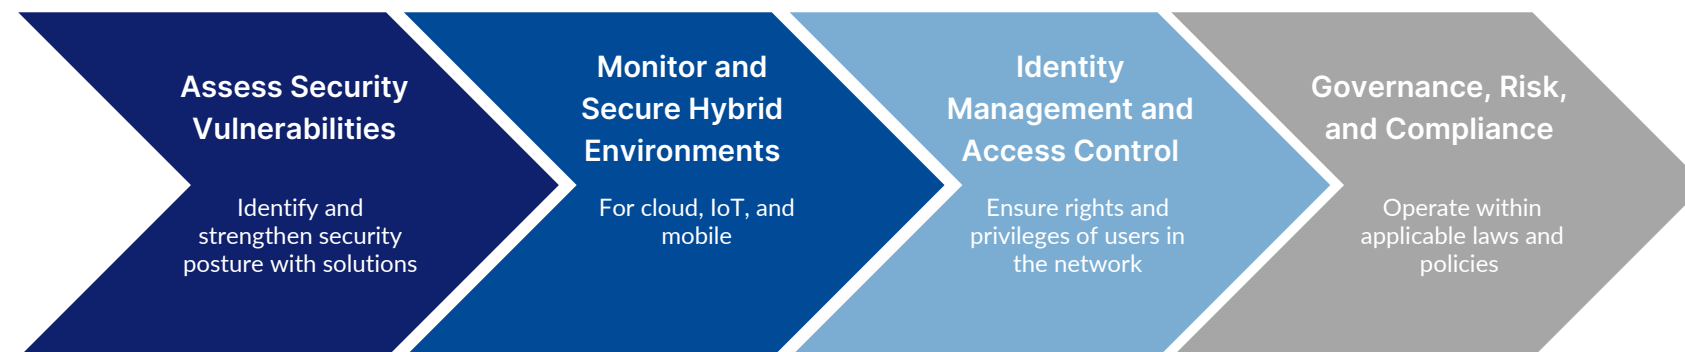 Assess Security
Vulnerabilities
Identify and
strengthen security
posture with solutions
Monitor and
Secure Hybrid
Environments
For cloud, IoT, and
mobile
Identity
Management and
Access Control
Ensure rights and
privileges of users in
the network
Governance, Risk,
and Compliance
Operate within
applicable laws and
policies